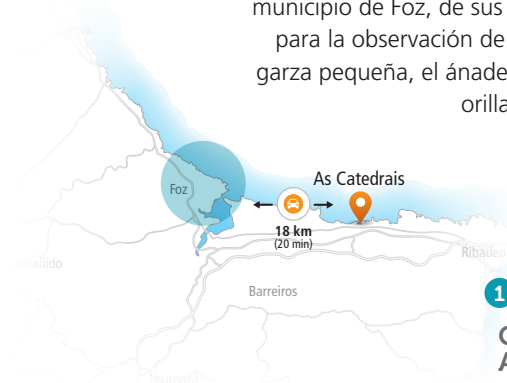 municipio de Foz, de sus
para la observación de
garza pequeña, el ánade
orilla
Foz
As Catedrais
18 km
(20 min)
Ribadeo
Barreiros
1